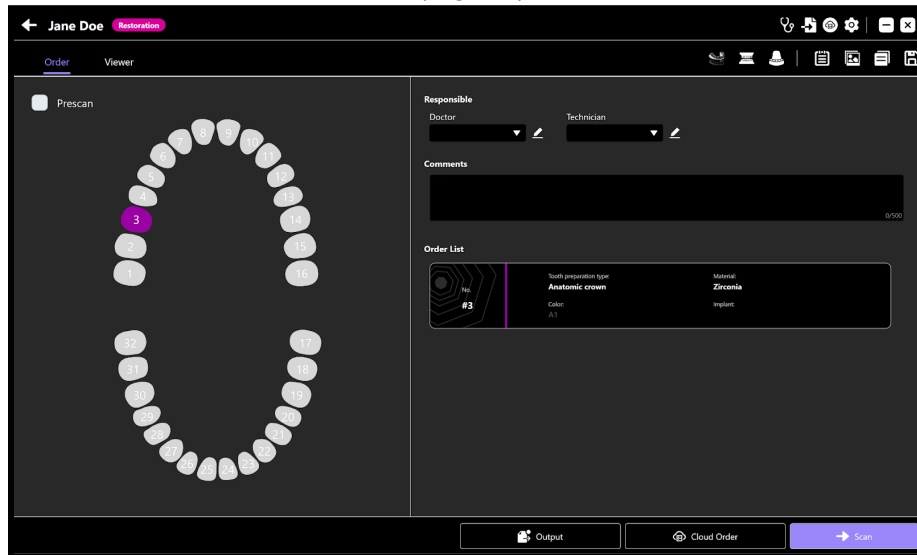 Jane Doe Restoration
Order Viewer
Prescan
8 9
7 10
6 11
5 12
4 13
3 14
2 15
1 16
32 17
31 18
30 19
29 20
28 21
27 22
26 25 24 23
Responsible
Doctor Technician
Comments
0/500
Order List
No.
#3
Tooth preparation type: Material:
Anatomic crown Zirconia
Color: Implant:
A1
Output Cloud Order Scan